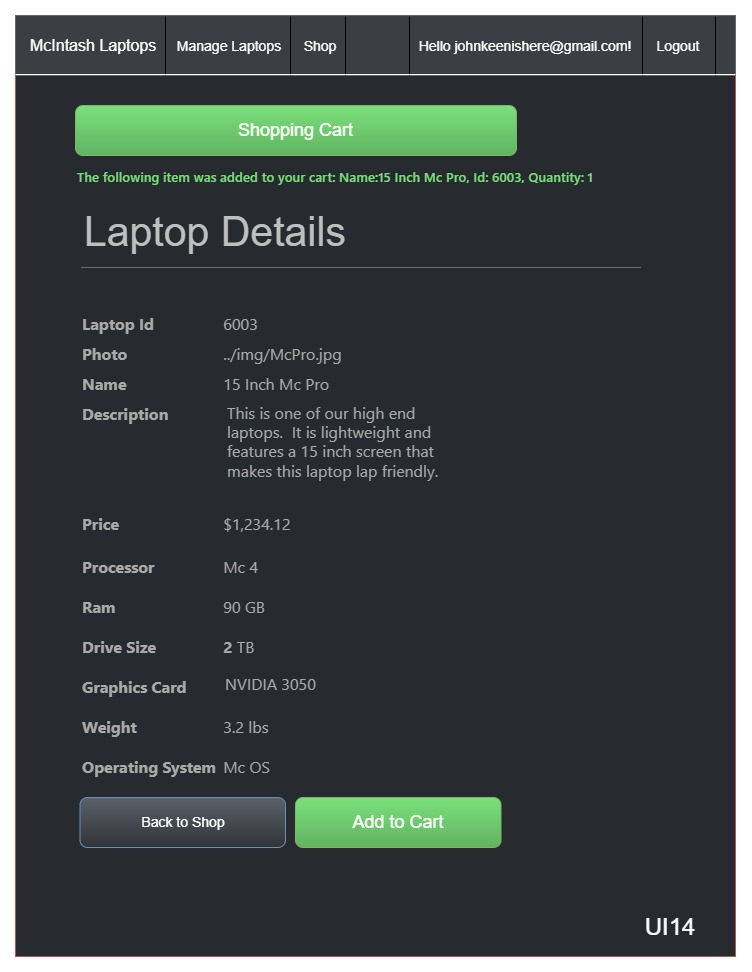 McIntash Laptops Manage Laptops Shop Hello johnkeenishere@gmail.com! Logout
Shopping Cart
The following item was added to your cart: Name:15 Inch Mc Pro, Id: 6003, Quantity: 1
Laptop Details
Laptop Id 6003
Photo ../img/McPro.jpg
Name 15 Inch Mc Pro
Description This is one of our high end
laptops.  It is lightweight and
features a 15 inch screen that
makes this laptop lap friendly.
Price $1,234.12
Processor Mc 4
Ram 90 GB
Drive Size 2 TB
Graphics Card NVIDIA 3050
Weight 3.2 lbs
Operating System Mc OS
Back to Shop Add to Cart
UI14